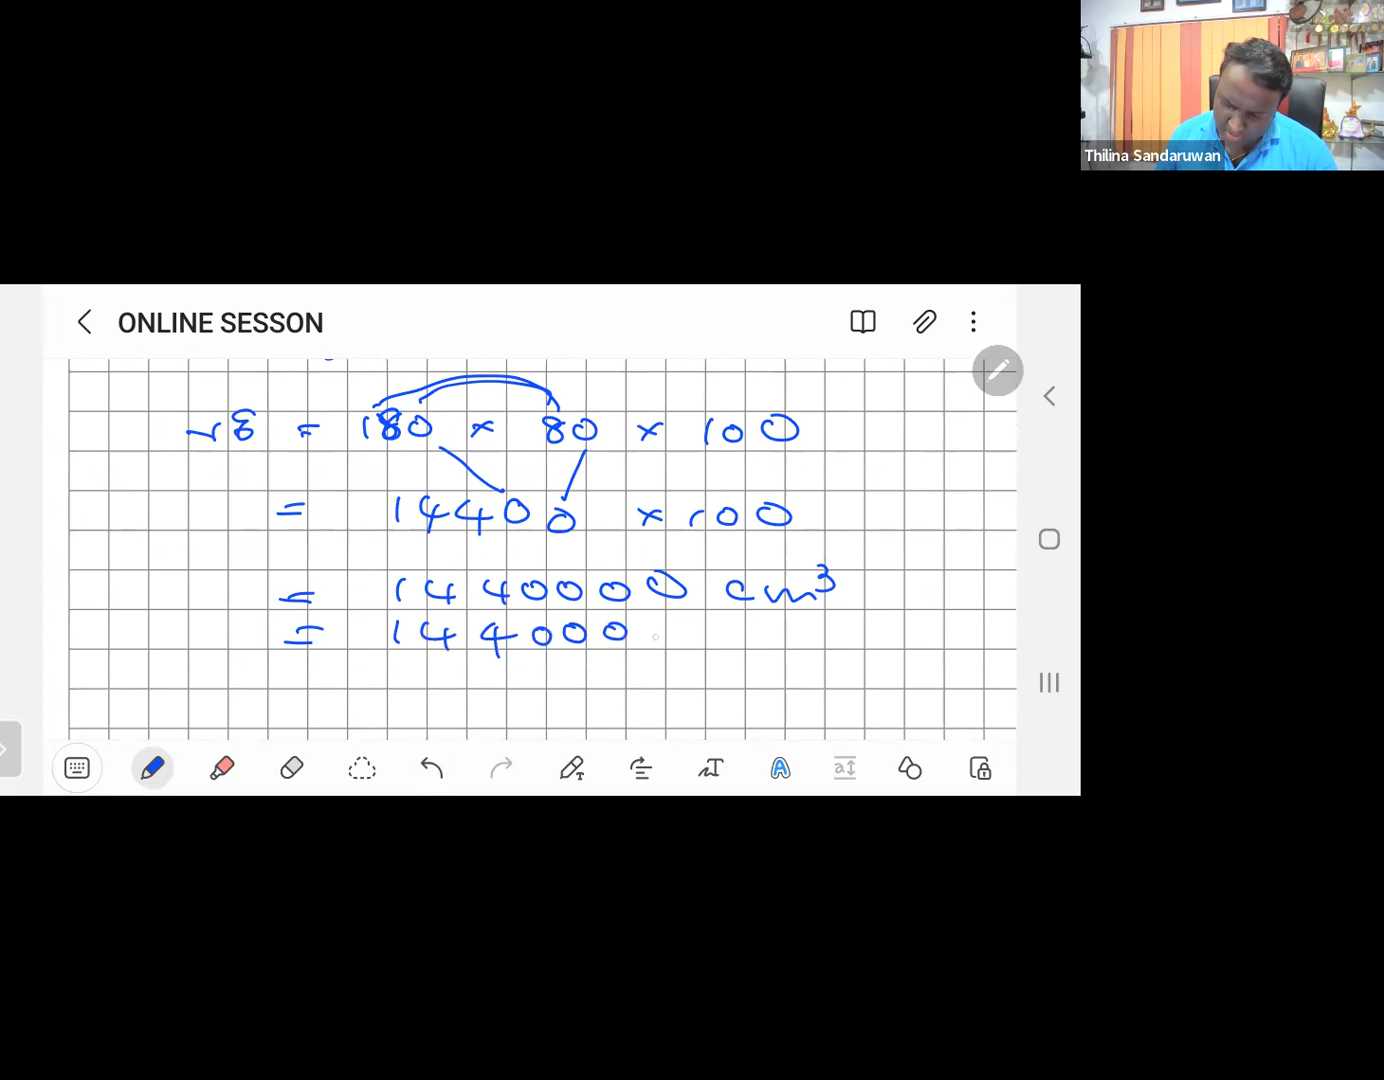 Thilina Sandaruwan
ONLINE SESSON
= 180 × 80 × 100
= 14400 × 100
= 1440000 cm³
= 144000